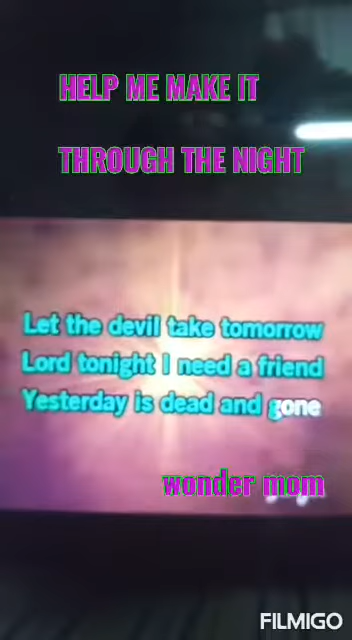 HELP ME MAKE IT
THROUGH THE NIGHT
Let the devil take tomorrow
Lord tonight I need a friend
Yesterday is dead and gone
wonder mom
FILMIGO